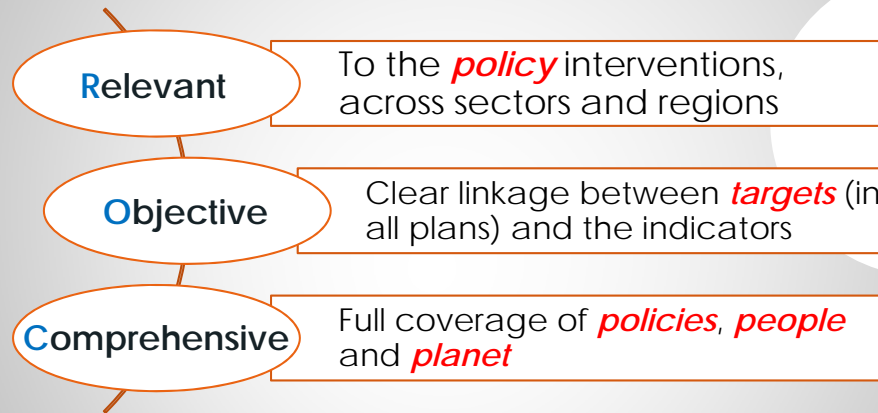 Relevant
To the policy interventions,
across sectors and regions
Objective
Clear linkage between targets (in
all plans) and the indicators
Comprehensive
Full coverage of policies, people
and planet